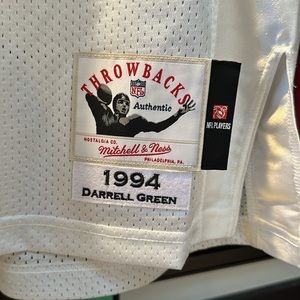 THROWBACKS
NFL
Authentic
NOSTALGIA CO.
Mitchell & Ness
PHILADELPHIA, PA.
NFL PLAYERS
1994
DARRELL GREEN